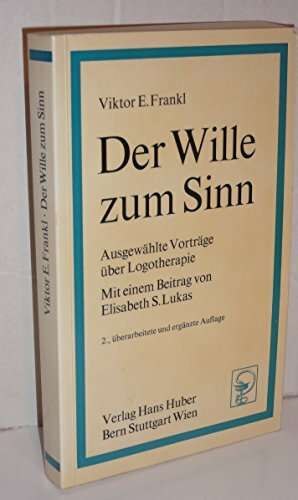 Viktor E. Frankl · Der Wille zum Sinn
Viktor E. Frankl
Der Wille
zum Sinn
Ausgewählte Vorträge
über Logotherapie
Mit einem Beitrag von
Elisabeth S. Lukas
2., überarbeitete und ergänzte Auflage
Verlag Hans Huber
Bern Stuttgart Wien